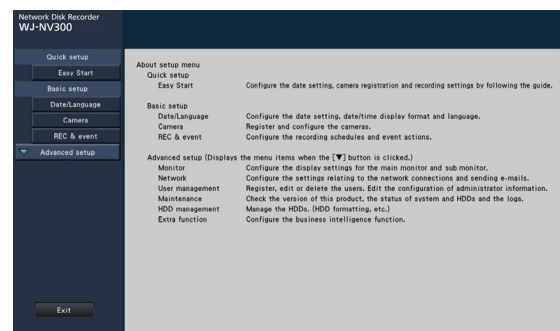 Network Disk Recorder
WJ-NV300
Quick setup
Easy Start
Basic setup
Date/Language
Camera
REC & event
Advanced setup
Exit
About setup menu
Quick setup
Easy Start Configure the date setting, camera registration and recording settings by following the guide.
Basic setup
Date/Language Configure the date setting, date/time display format and language.
Camera Register and configure the cameras.
REC & event Configure the recording schedules and event actions.
Advanced setup (Displays the menu items when the [▼] button is clicked.)
Monitor Configure the display settings for the main monitor and sub monitor.
Network Configure the settings relating to the network connections and sending e-mails.
User management Register, edit or delete the users. Edit the configuration of administrator information.
Maintenance Check the version of this product, the status of system and HDDs and the logs.
HDD management Manage the HDDs. (HDD formatting, etc.)
Extra function Configure the business intelligence function.